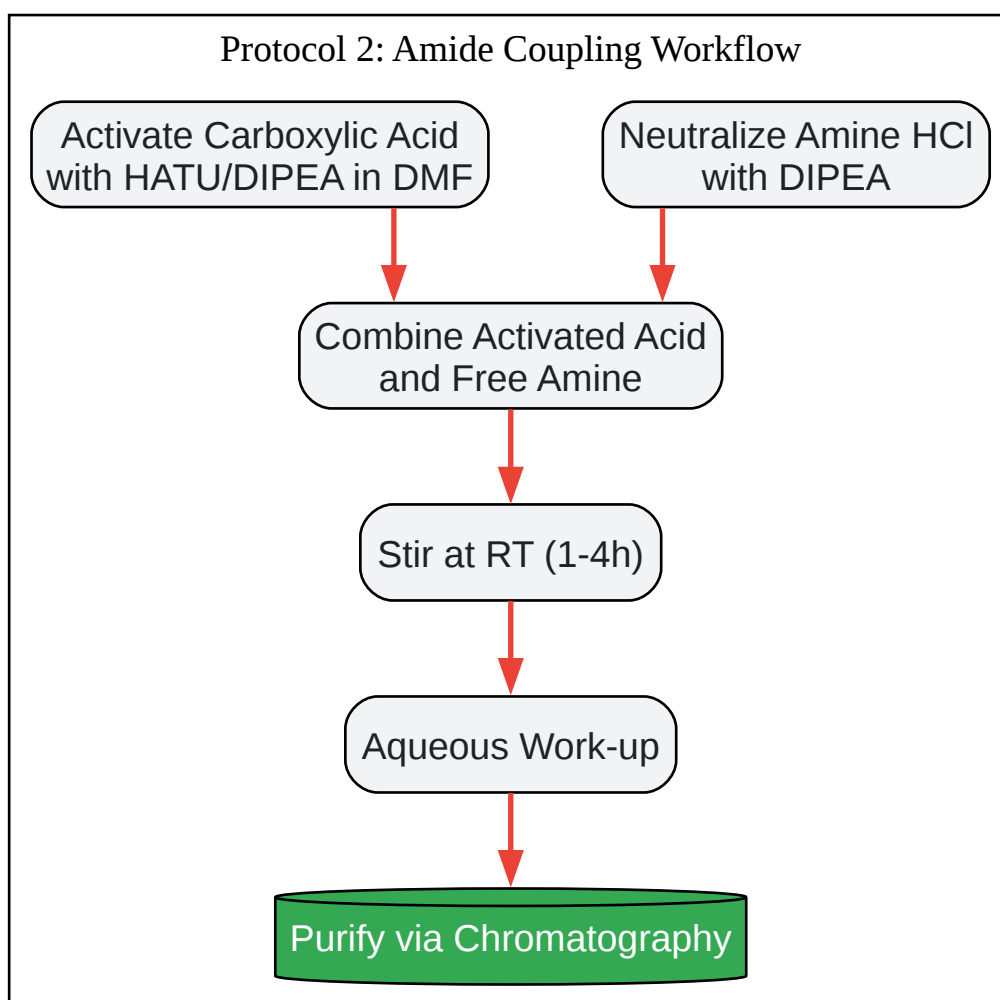 Protocol 2: Amide Coupling Workflow
Activate Carboxylic Acid
with HATU/DIPEA in DMF
Neutralize Amine HCl
with DIPEA
Combine Activated Acid
and Free Amine
Stir at RT (1-4h)
Aqueous Work-up
Purify via Chromatography